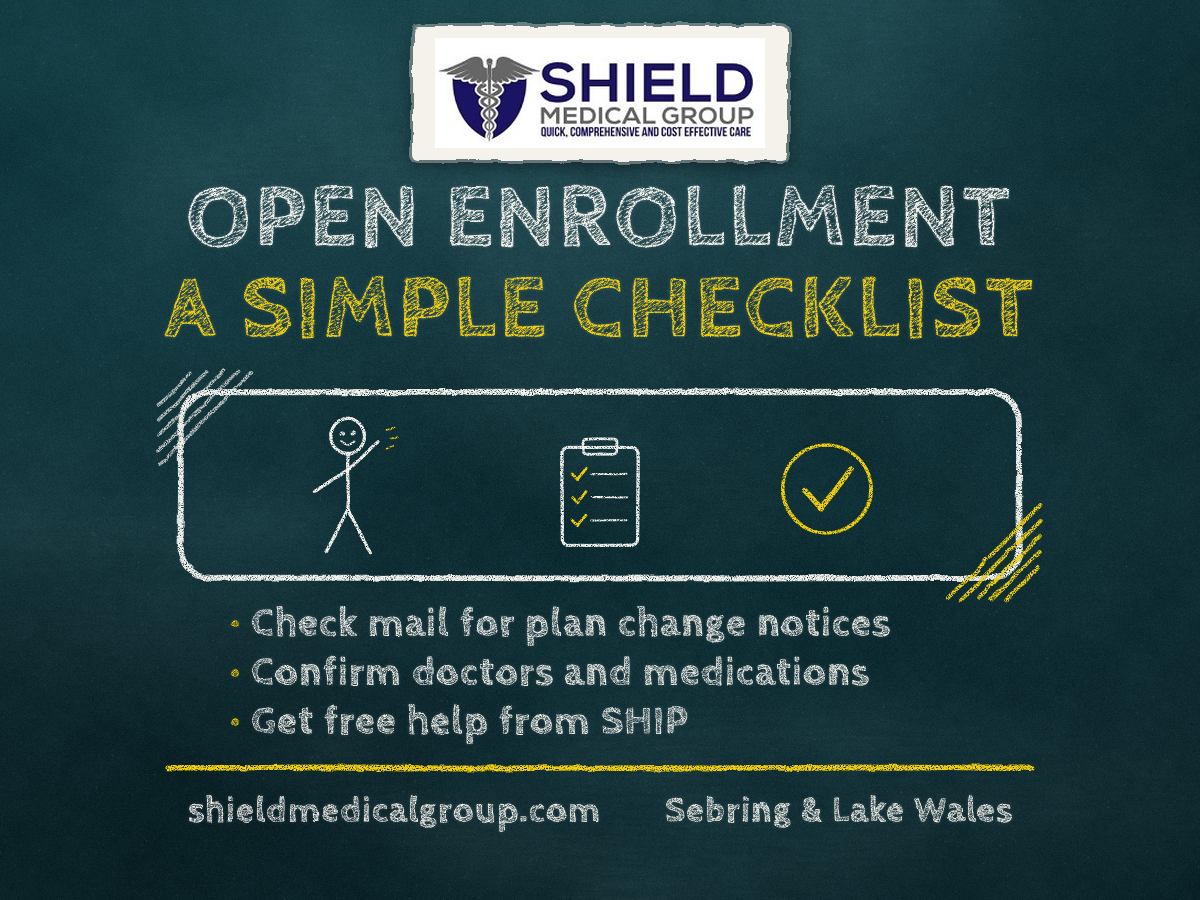 SHIELD
MEDICAL GROUP
QUICK, COMPREHENSIVE AND COST EFFECTIVE CARE
OPEN ENROLLMENT
A SIMPLE CHECKLIST
• Check mail for plan change notices
• Confirm doctors and medications
• Get free help from SHIP
shieldmedicalgroup.com Sebring & Lake Wales